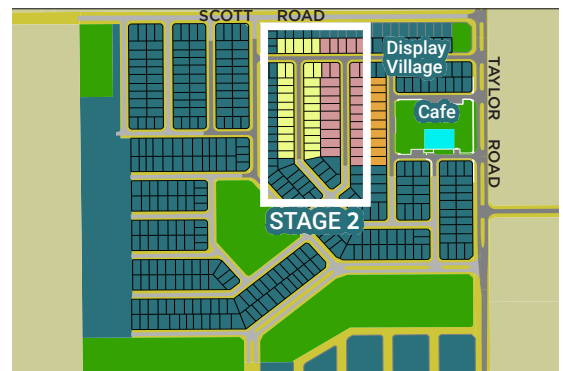 SCOTT ROAD
Display
Village
TAYLOR ROAD
Cafe
STAGE 2